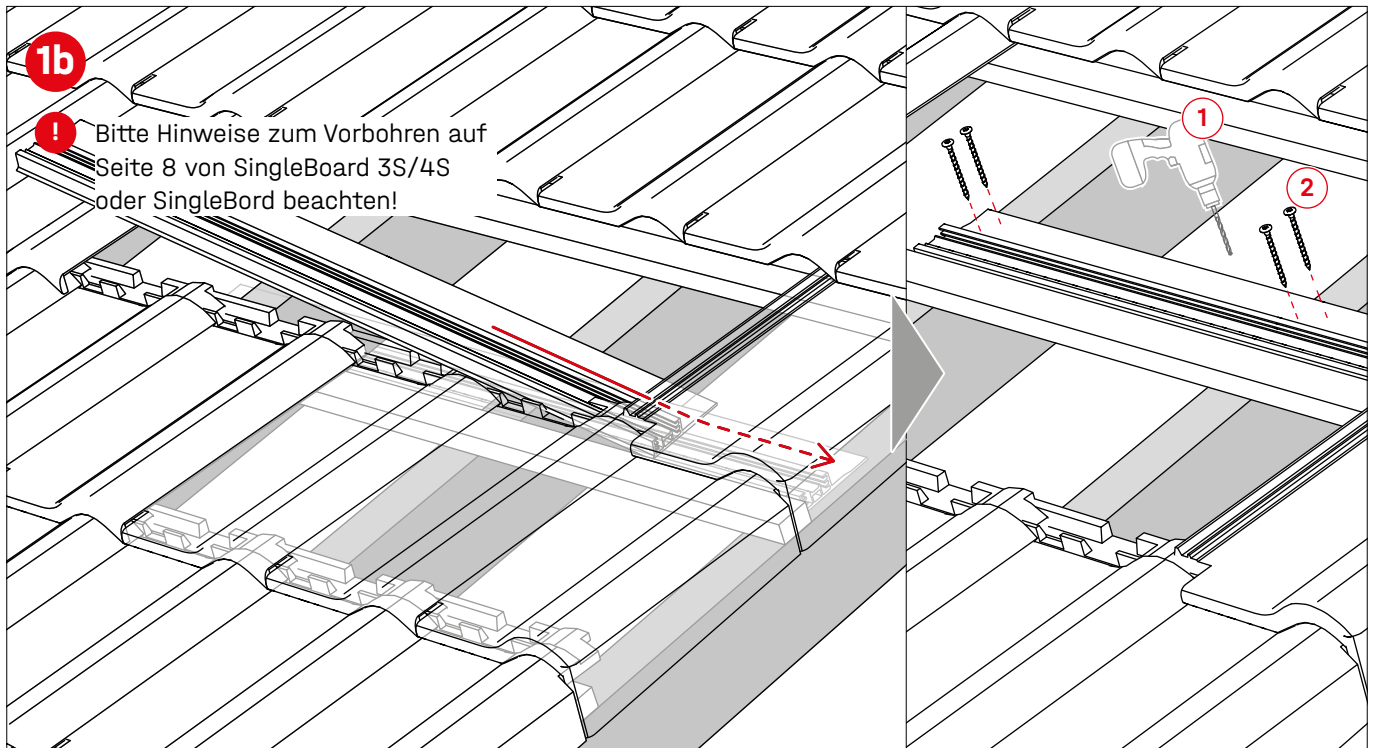 1b
! Bitte Hinweise zum Vorbohren auf
Seite 8 von SingleBoard 3S/4S
oder SingleBord beachten!
1
2